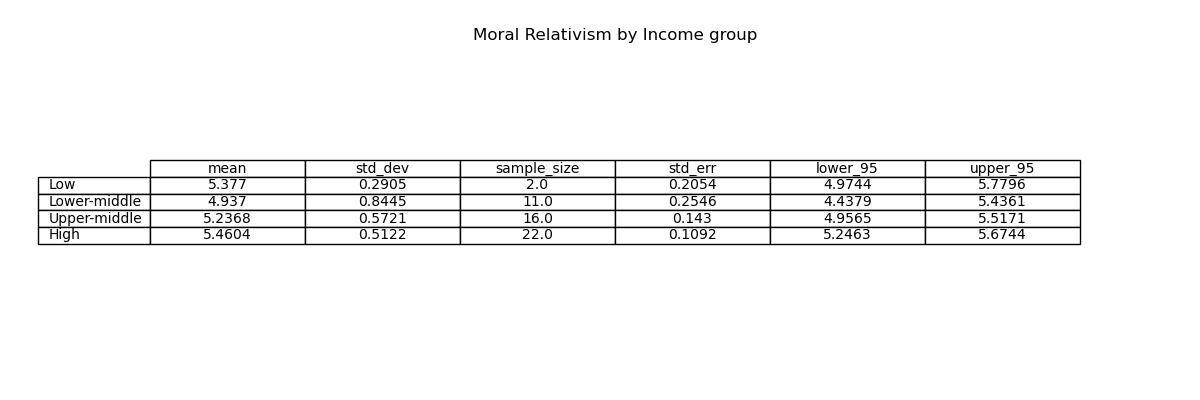 Moral Relativism by Income group
mean std_dev sample_size std_err lower_95 upper_95
Low 5.377 0.2905 2.0 0.2054 4.9744 5.7796
Lower-middle 4.937 0.8445 11.0 0.2546 4.4379 5.4361
Upper-middle 5.2368 0.5721 16.0 0.143 4.9565 5.5171
High 5.4604 0.5122 22.0 0.1092 5.2463 5.6744